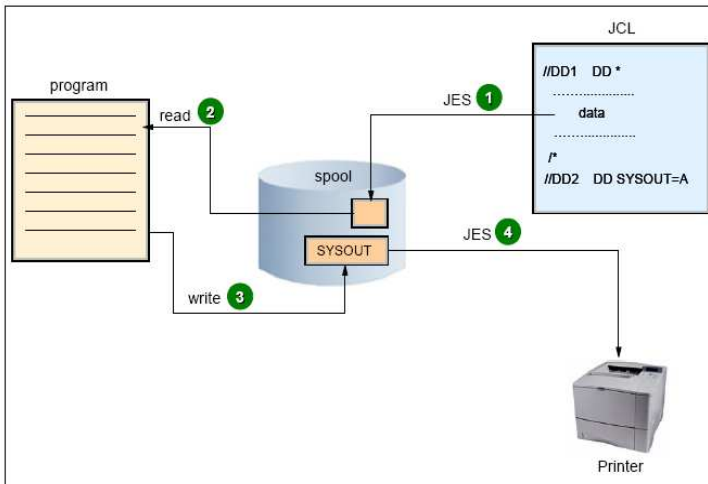 JCL
//DD1 DD *
........................
data
........................
/*
//DD2 DD SYSOUT=A
program
JES 1
read 2
spool
SYSOUT
JES 4
write 3
Printer